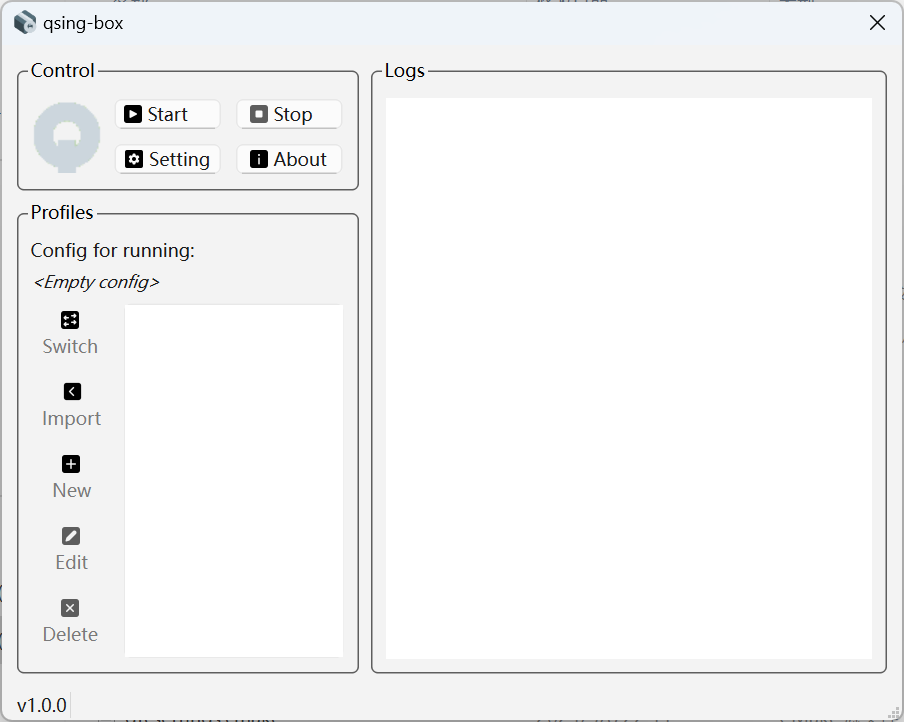 qsing-box
Control
Start
Stop
Setting
About
Profiles
Config for running:
<Empty config>
Switch
Import
New
Edit
Delete
Logs
v1.0.0